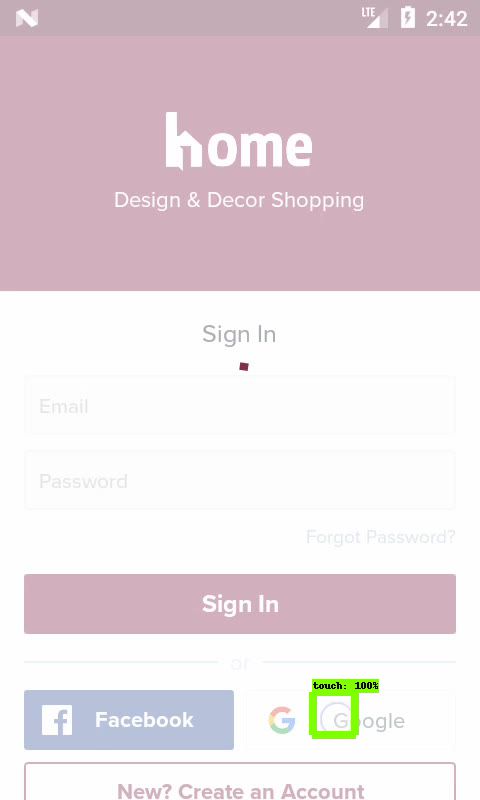 LTE 2:42
home
Design & Decor Shopping
Sign In
Email
Password
Forgot Password?
Sign In
or
touch: 100%
Facebook
Google
New? Create an Account